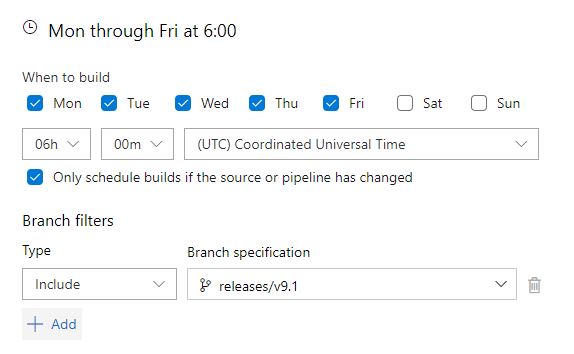 Mon through Fri at 6:00
When to build
Mon Tue Wed Thu Fri Sat Sun
06h 00m (UTC) Coordinated Universal Time
Only schedule builds if the source or pipeline has changed
Branch filters
Type Branch specification
Include releases/v9.1
+ Add